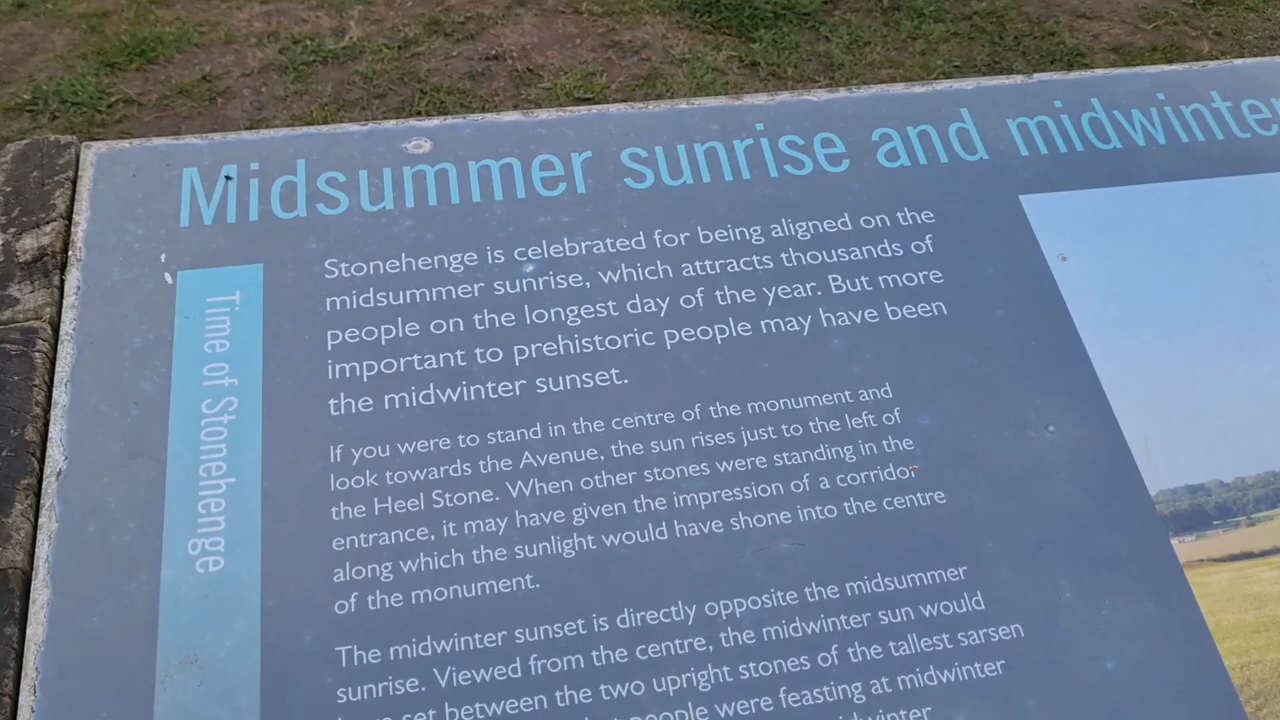 Midsummer sunrise and midwinter
Time of Stonehenge
Stonehenge is celebrated for being aligned on the
midsummer sunrise, which attracts thousands of
people on the longest day of the year. But more
important to prehistoric people may have been
the midwinter sunset.
If you were to stand in the centre of the monument and
look towards the Avenue, the sun rises just to the left of
the Heel Stone. When other stones were standing in the
entrance, it may have given the impression of a corridor
along which the sunlight would have shone into the centre
of the monument.
The midwinter sunset is directly opposite the midsummer
sunrise. Viewed from the centre, the midwinter sun would
set between the two upright stones of the tallest sarsen
people were feasting at midwinter
midwinter